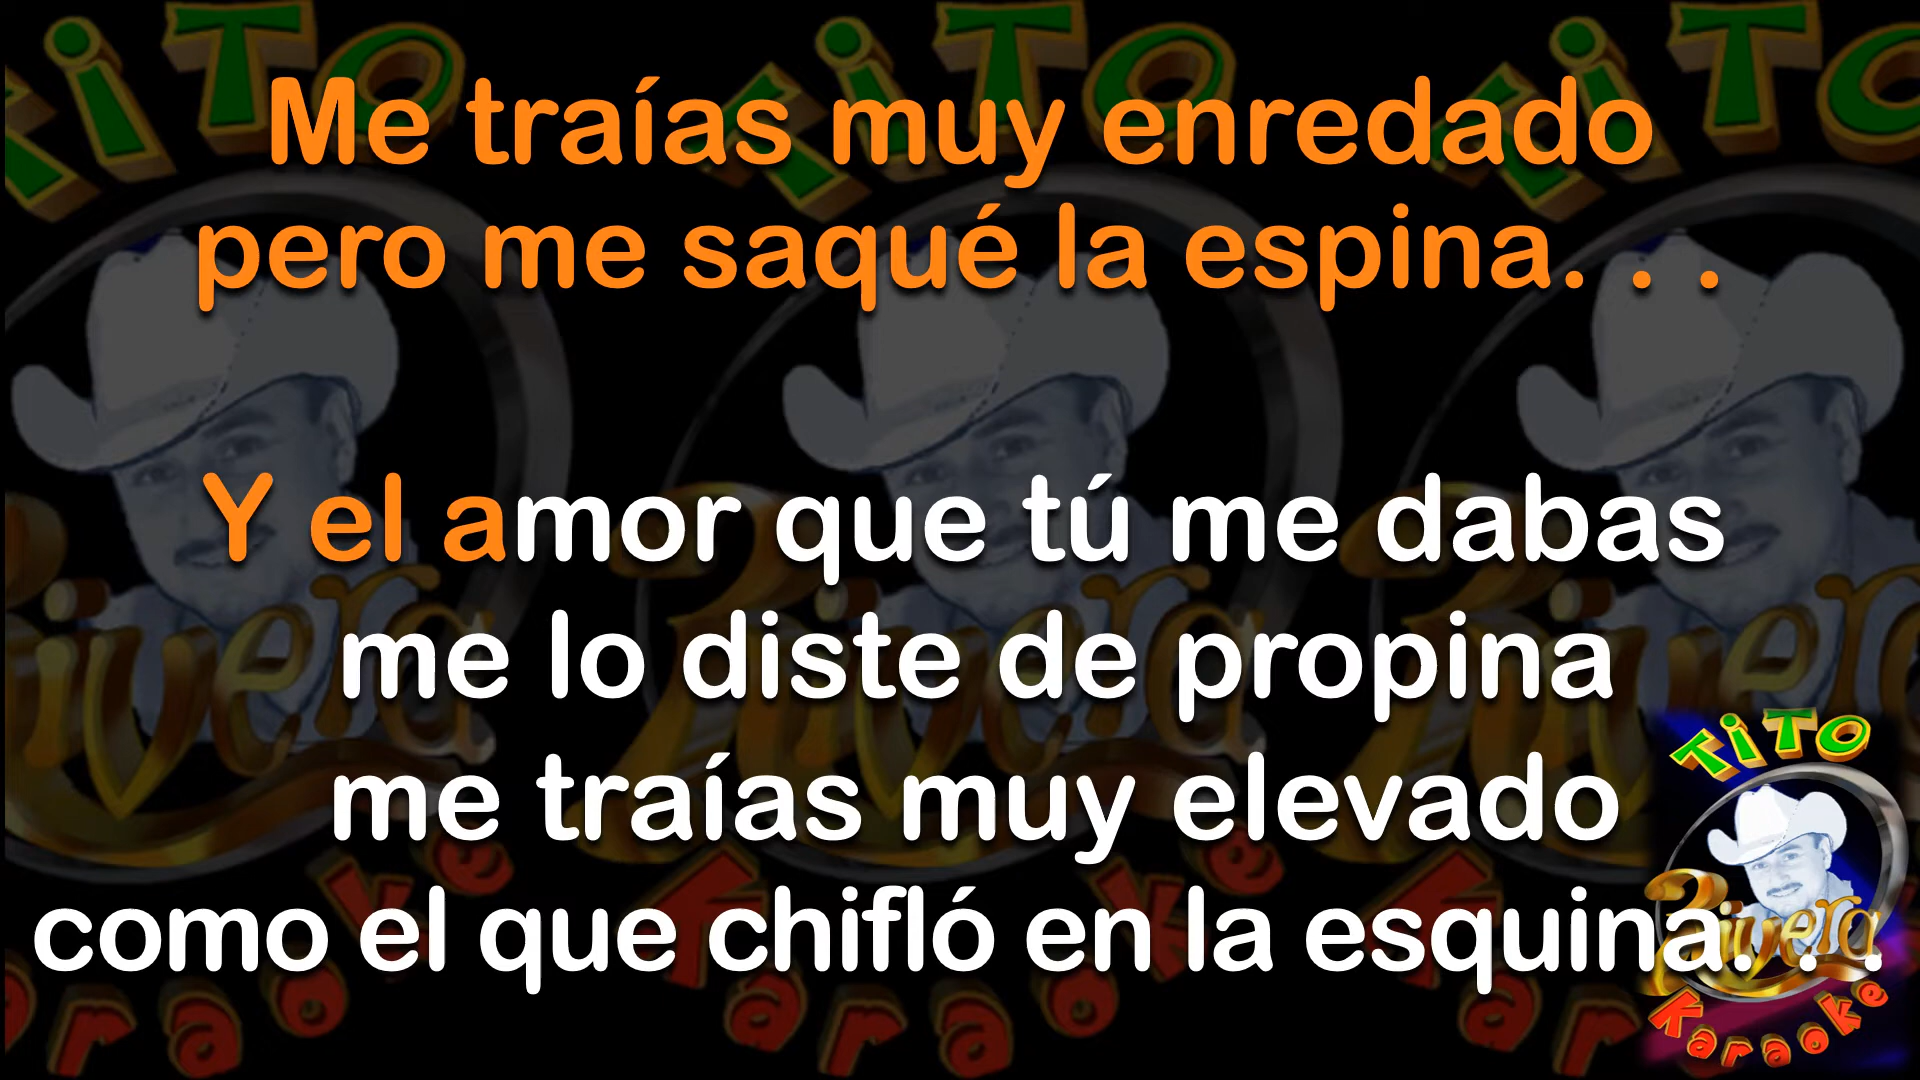 Me traías muy enredado
pero me saqué la espina. . .
Y el amor que tú me dabas
me lo diste de propina
me traías muy elevado
como el que chifló en la esquina. . .
TiTO
Rivera
Karaoke